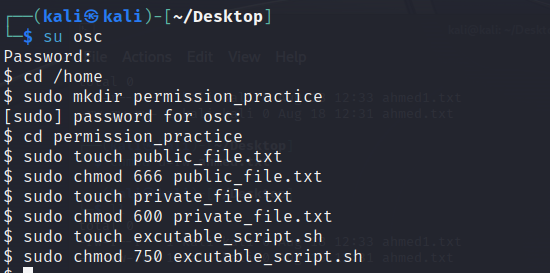 ┌──(kali㉿kali)-[~/Desktop]
└─$ su osc
Password:
$ cd /home
$ sudo mkdir permission_practice
[sudo] password for osc:
$ cd permission_practice
$ sudo touch public_file.txt
$ sudo chmod 666 public_file.txt
$ sudo touch private_file.txt
$ sudo chmod 600 private_file.txt
$ sudo touch excutable_script.sh
$ sudo chmod 750 excutable_script.sh
$